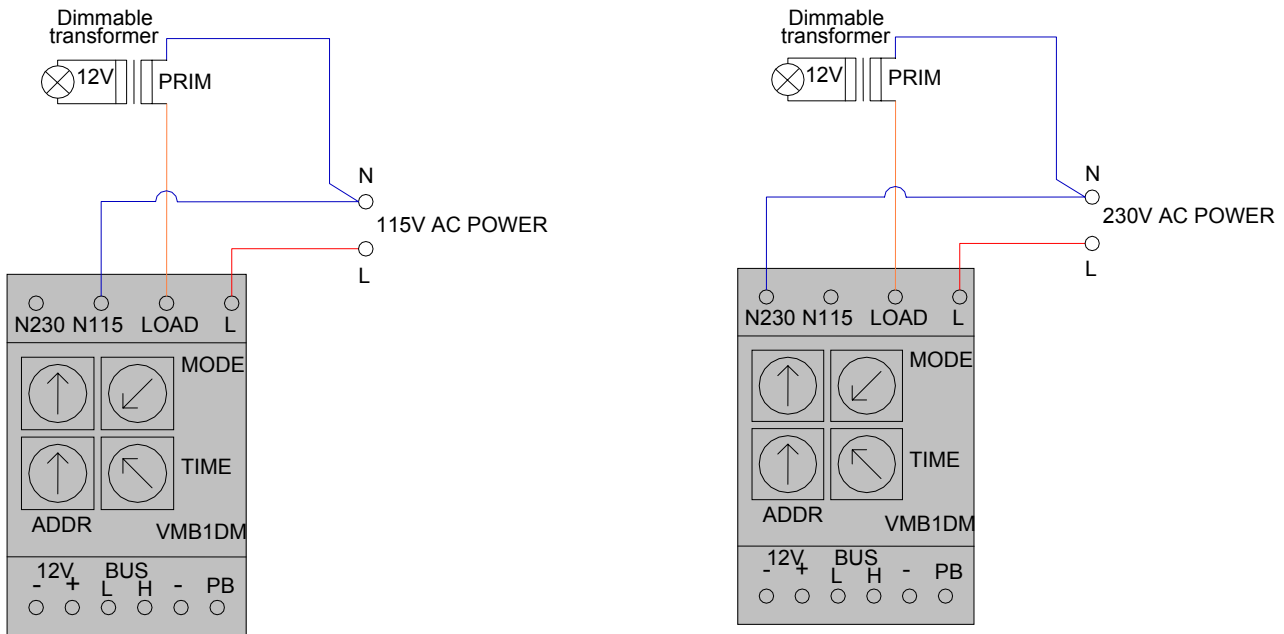 Dimmable
transformer
12V
PRIM
N
115V AC POWER
L
N230 N115 LOAD L
MODE
TIME
ADDR
VMB1DM
12V BUS
- + L H - PB
Dimmable
transformer
12V
PRIM
N
230V AC POWER
L
N230 N115 LOAD L
MODE
TIME
ADDR
VMB1DM
12V BUS
- + L H - PB